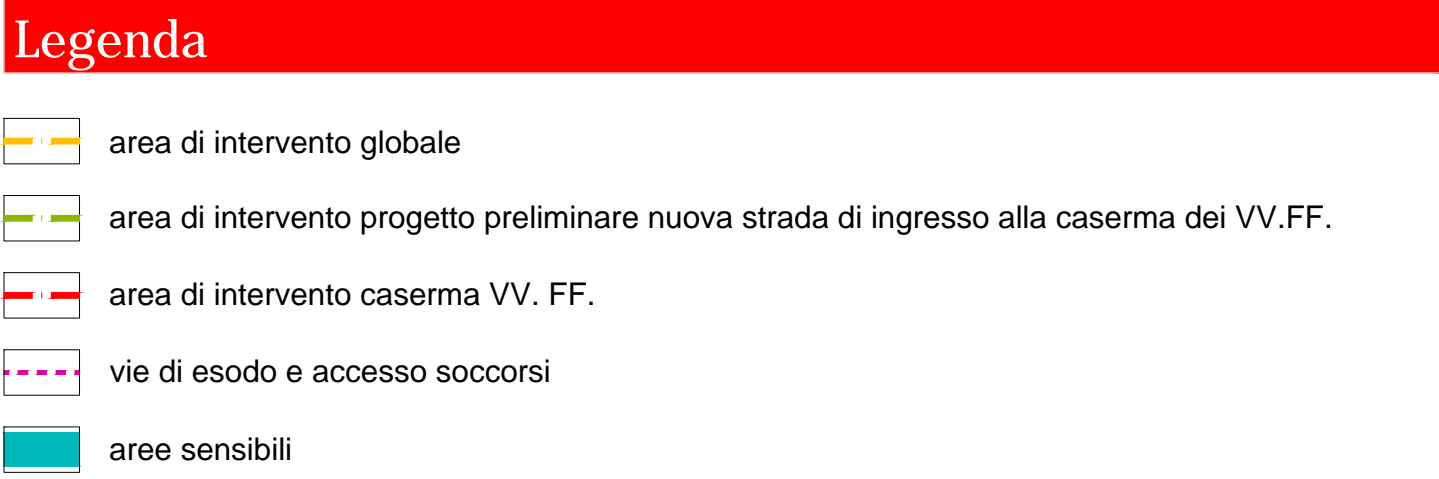 Legenda
area di intervento globale
area di intervento progetto preliminare nuova strada di ingresso alla caserma dei VV.FF.
area di intervento caserma VV. FF.
vie di esodo e accesso soccorsi
aree sensibili